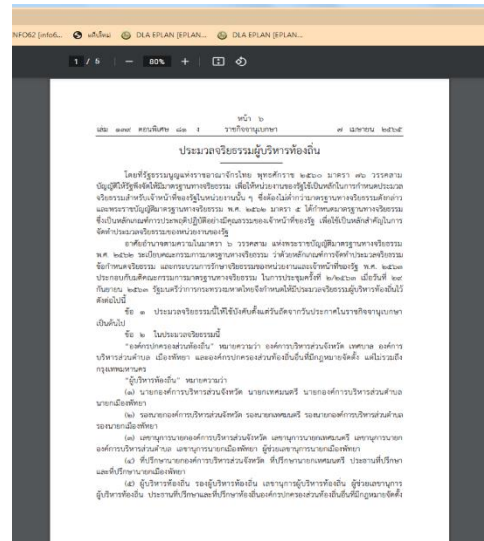 NFO62 [info6...
แท็บใหม่
DLA EPLAN [EPLAN...
DLA EPLAN [EPLAN...
1 / 5 | — 80% +
หน้า ๖
เล่ม ๑๓๙ ตอนพิเศษ ง ราชกิจจานุเบกษา ๗ เมษายน ๒๕๖๕
ประมวลจริยธรรมผู้บริหารท้องถิ่น
โดยที่รัฐธรรมนูญแห่งราชอาณาจักรไทย พุทธศักราช ๒๕๖๐ มาตรา ๗๖ วรรคสาม
บัญญัติให้รัฐพึงจัดให้มีมาตรฐานทางจริยธรรม เพื่อให้หน่วยงานของรัฐใช้เป็นหลักในการกำหนดประมวล
จริยธรรมสำหรับเจ้าหน้าที่ของรัฐในหน่วยงานนั้น ๆ ซึ่งต้องไม่ต่ำกว่ามาตรฐานทางจริยธรรมดังกล่าว
และพระราชบัญญัติมาตรฐานทางจริยธรรม พ.ศ. ๒๕๖๒ มาตรา ๕ ได้กำหนดมาตรฐานทางจริยธรรม
ซึ่งเป็นหลักเกณฑ์การประพฤติปฏิบัติอย่างมีคุณธรรมของเจ้าหน้าที่ของรัฐ เพื่อใช้เป็นหลักสำคัญในการ
จัดทำประมวลจริยธรรมของหน่วยงานของรัฐ
อาศัยอำนาจตามความในมาตรา ๖ วรรคสาม แห่งพระราชบัญญัติมาตรฐานทางจริยธรรม
พ.ศ. ๒๕๖๒ ระเบียบคณะกรรมการมาตรฐานทางจริยธรรม ว่าด้วยหลักเกณฑ์การจัดทำประมวลจริยธรรม
ข้อกำหนดจริยธรรม และกระบวนการรักษาจริยธรรมของหน่วยงานและเจ้าหน้าที่ของรัฐ พ.ศ. ๒๕๖๓
ประกอบกับมติคณะกรรมการมาตรฐานทางจริยธรรม ในการประชุมครั้งที่ ๒/๒๕๖๓ เมื่อวันที่ ๒๙
กันยายน ๒๕๖๓ รัฐมนตรีว่าการกระทรวงมหาดไทยจึงกำหนดให้มีประมวลจริยธรรมผู้บริหารท้องถิ่นไว้
ดังต่อไปนี้
ข้อ ๑ ประมวลจริยธรรมนี้ให้ใช้บังคับตั้งแต่วันถัดจากวันประกาศในราชกิจจานุเบกษา
เป็นต้นไป
ข้อ ๒ ในประมวลจริยธรรมนี้
"องค์กรปกครองส่วนท้องถิ่น" หมายความว่า องค์การบริหารส่วนจังหวัด เทศบาล องค์การ
บริหารส่วนตำบล เมืองพัทยา และองค์กรปกครองส่วนท้องถิ่นอื่นที่มีกฎหมายจัดตั้ง แต่ไม่รวมถึง
กรุงเทพมหานคร
"ผู้บริหารท้องถิ่น" หมายความว่า
(๑) นายกองค์การบริหารส่วนจังหวัด นายกเทศมนตรี นายกองค์การบริหารส่วนตำบล
นายกเมืองพัทยา
(๒) รองนายกองค์การบริหารส่วนจังหวัด รองนายกเทศมนตรี รองนายกองค์การบริหารส่วนตำบล
รองนายกเมืองพัทยา
(๓) เลขานุการนายกองค์การบริหารส่วนจังหวัด เลขานุการนายกเทศมนตรี เลขานุการนายก
องค์การบริหารส่วนตำบล เลขานุการนายกเมืองพัทยา ผู้ช่วยเลขานุการนายกเมืองพัทยา
(๔) ที่ปรึกษานายกองค์การบริหารส่วนจังหวัด ที่ปรึกษานายกเทศมนตรี ประธานที่ปรึกษา
และที่ปรึกษานายกเมืองพัทยา
(๕) ผู้บริหารท้องถิ่น รองผู้บริหารท้องถิ่น เลขานุการผู้บริหารท้องถิ่น ผู้ช่วยเลขานุการ
ผู้บริหารท้องถิ่น ประธานที่ปรึกษาและที่ปรึกษาท้องถิ่นองค์กรปกครองส่วนท้องถิ่นอื่นที่มีกฎหมายจัดตั้ง